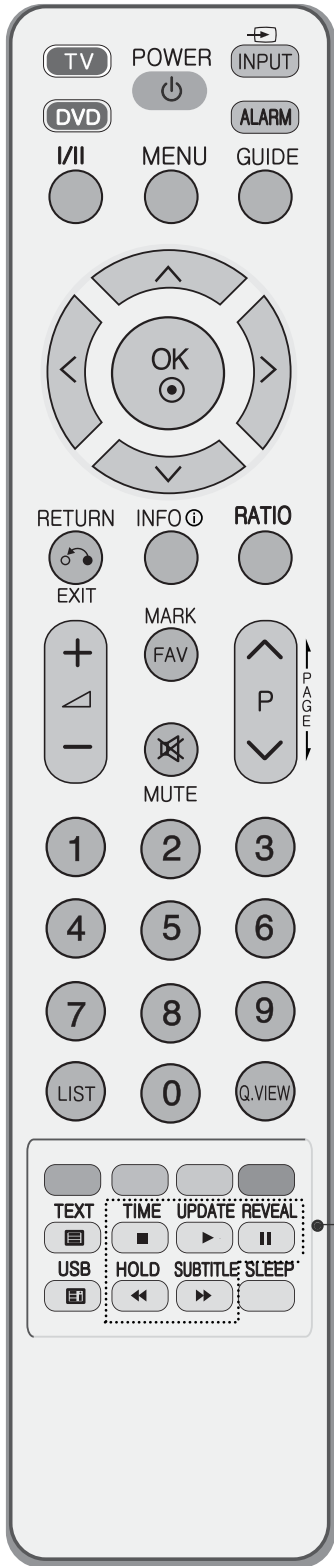 TV POWER INPUT
DVD ALARM
I/II MENU GUIDE
OK
RETURN INFO i RATIO
EXIT
MARK
FAV
+
-
P
PAGE
MUTE
1 2 3
4 5 6
7 8 9
LIST 0 Q.VIEW
TEXT TIME UPDATE REVEAL
USB HOLD SUBTITLE SLEEP